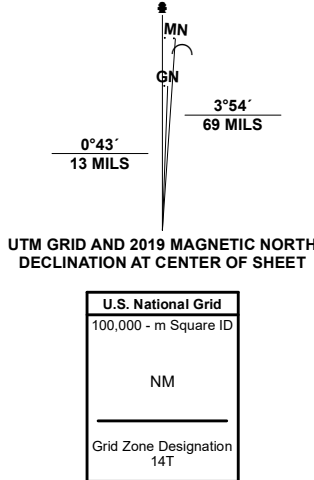 MN
GN
3°54´
69 MILS
0°43´
13 MILS
UTM GRID AND 2019 MAGNETIC NORTH
DECLINATION AT CENTER OF SHEET
U.S. National Grid
100,000 - m Square ID
NM
Grid Zone Designation
14T